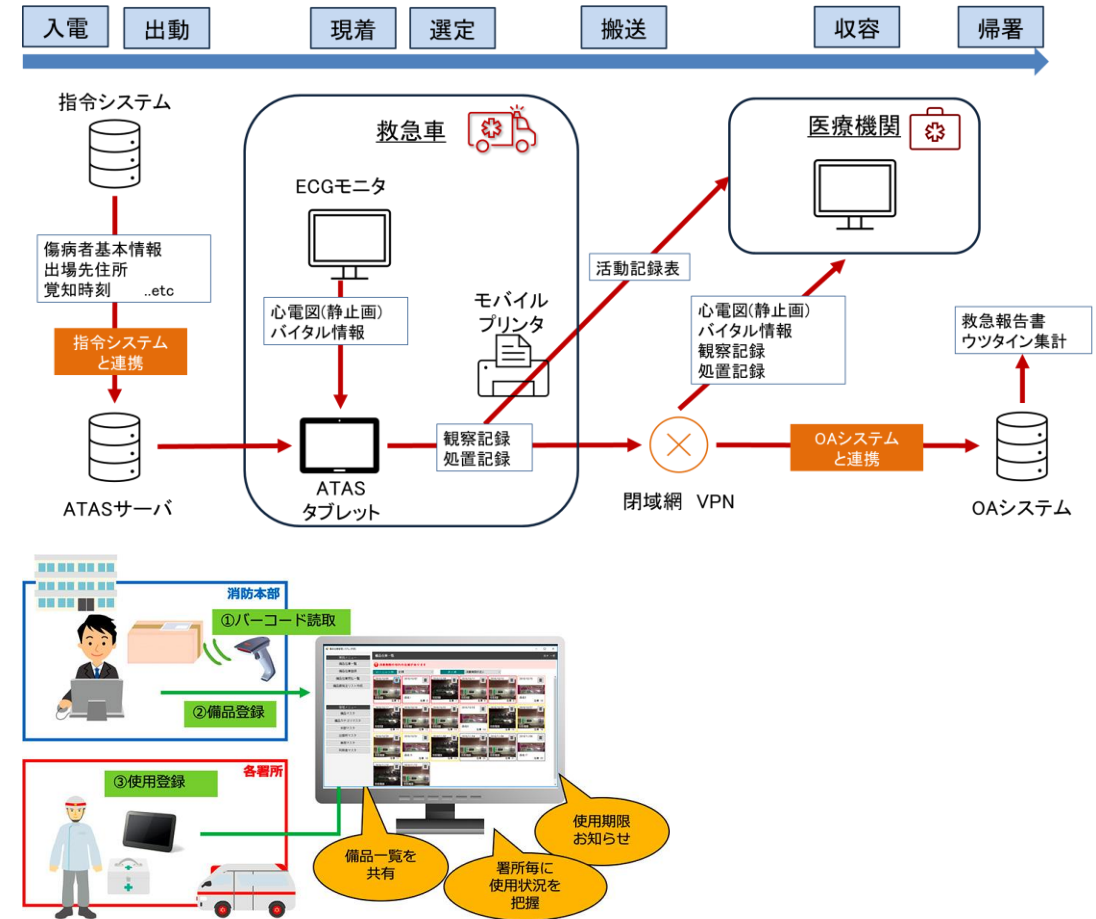 入電
出動
現着
選定
搬送
収容
帰署
指令システム
傷病者基本情報
出場先住所
覚知時刻 ..etc
指令システム
と連携
ATASサーバ
救急車
ECGモニタ
心電図(静止画)
バイタル情報
モバイル
プリンタ
ATAS
タブレット
観察記録
処置記録
活動記録表
医療機関
心電図(静止画)
バイタル情報
観察記録
処置記録
閉域網 VPN
OAシステム
と連携
救急報告書
ウツタイン集計
OAシステム
消防本部
①バーコード読取
②備品登録
各署所
③使用登録
備品一覧を
共有
署所毎に
使用状況を
把握
使用期限
お知らせ